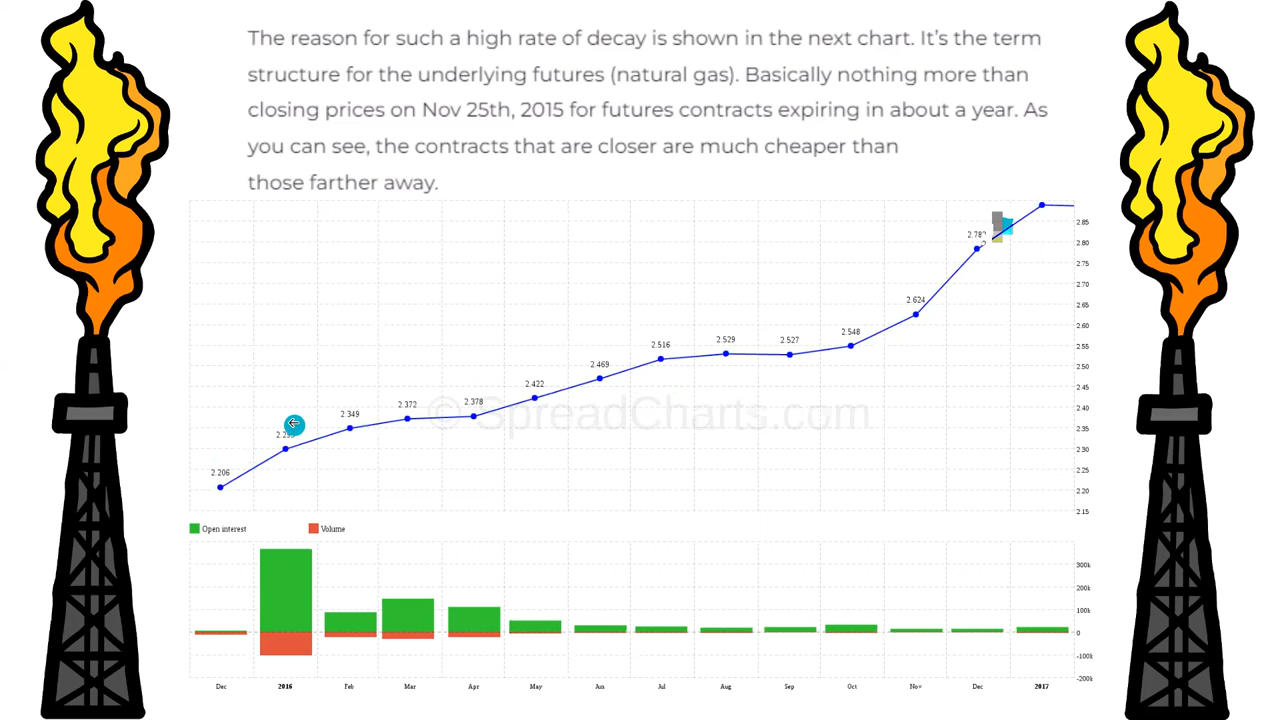 The reason for such a high rate of decay is shown in the next chart. It’s the term
structure for the underlying futures (natural gas). Basically nothing more than
closing prices on Nov 25th, 2015 for futures contracts expiring in about a year. As
you can see, the contracts that are closer are much cheaper than
those farther away.
2.85
2.80
2.75
2.70
2.65
2.60
2.55
2.50
2.45
2.40
2.35
2.30
2.25
2.20
2.15
2.206
2.349
2.372
2.378
2.422
2.469
2.516
2.529
2.527
2.548
2.624
© SpreadCharts.com
Open interest Volume
300k
200k
100k
0
-100k
-200k
Dec 2016 Feb Mar Apr May Jun Jul Aug Sep Oct Nov Dec 2017